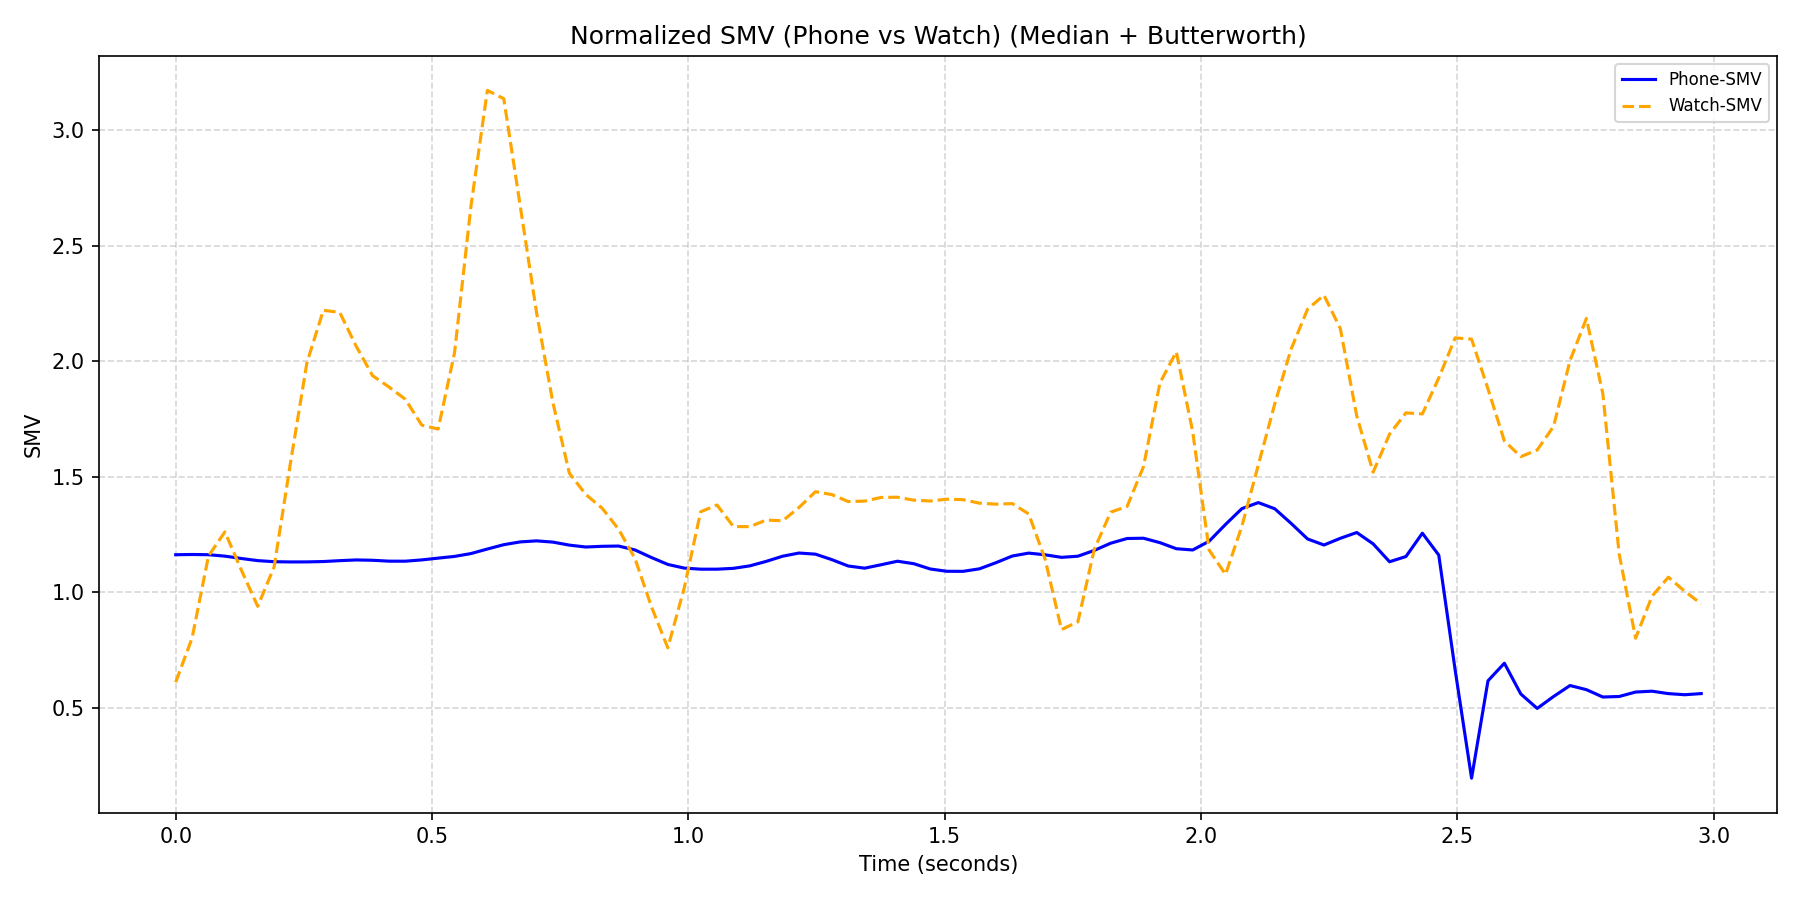 Normalized SMV (Phone vs Watch) (Median + Butterworth)
Phone-SMV
Watch-SMV
SMV
3.0
2.5
2.0
1.5
1.0
0.5
0.0 0.5 1.0 1.5 2.0 2.5 3.0
Time (seconds)